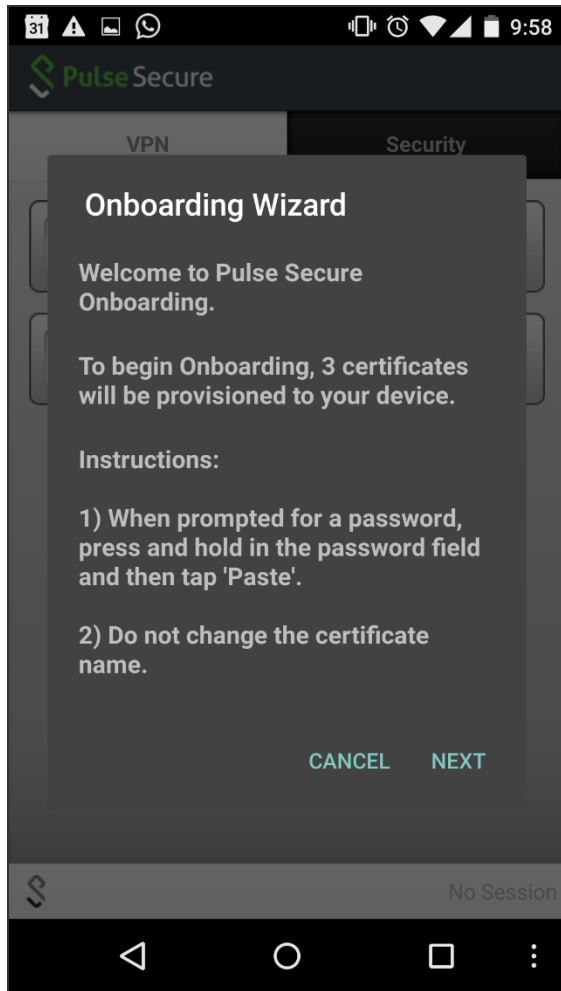 31
9:58
Pulse Secure
VPN
Security
Onboarding Wizard
Welcome to Pulse Secure
Onboarding.
To begin Onboarding, 3 certificates
will be provisioned to your device.
Instructions:
1) When prompted for a password,
press and hold in the password field
and then tap 'Paste'.
2) Do not change the certificate
name.
CANCEL
NEXT
No Session